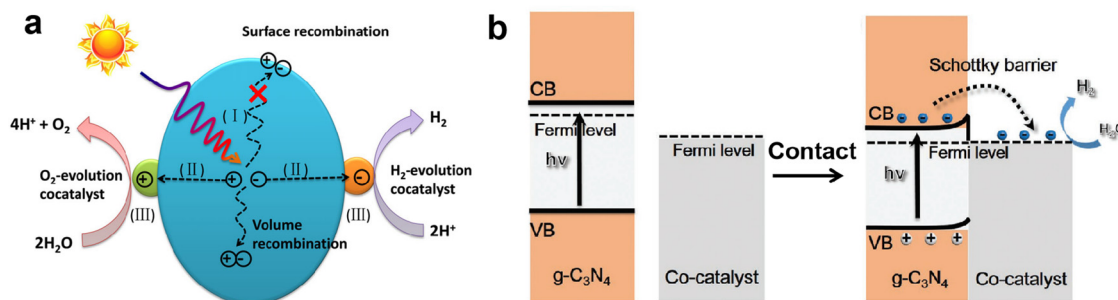 a
Surface recombination
(I)
4H⁺ + O₂
H₂
O₂-evolution
cocatalyst
(II)
(II)
H₂-evolution
cocatalyst
(III)
(III)
Volume
recombination
2H₂O
2H⁺
b
CB
Fermi level
hν
VB
g-C₃N₄
Fermi level
Co-catalyst
Contact
Schottky barrier
CB
H₂
Fermi level
hν
VB
g-C₃N₄
Co-catalyst